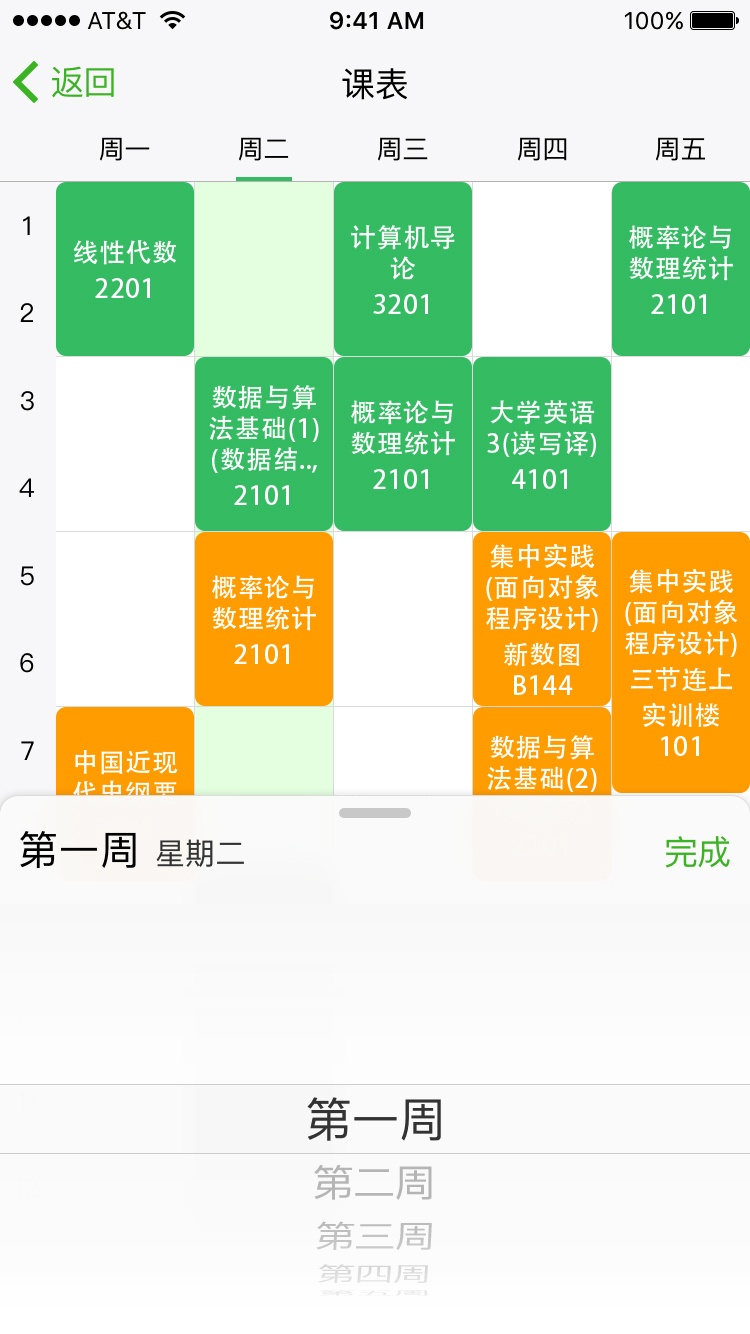 AT&T 9:41 AM 100%
返回 课表
周一 周二 周三 周四 周五
1
2
3
4
5
6
7
线性代数
2201
计算机导
论
3201
概率论与
数理统计
2101
数据与算
法基础(1)
(数据结..,
2101
概率论与
数理统计
2101
大学英语
3(读写译)
4101
概率论与
数理统计
2101
集中实践
(面向对象
程序设计)
新数图
B144
集中实践
(面向对象
程序设计)
三节连上
实训楼
101
中国近现
代史纲要
数据与算
法基础(2)
第一周 星期二 完成
第一周
第二周
第三周
第四周
第五周